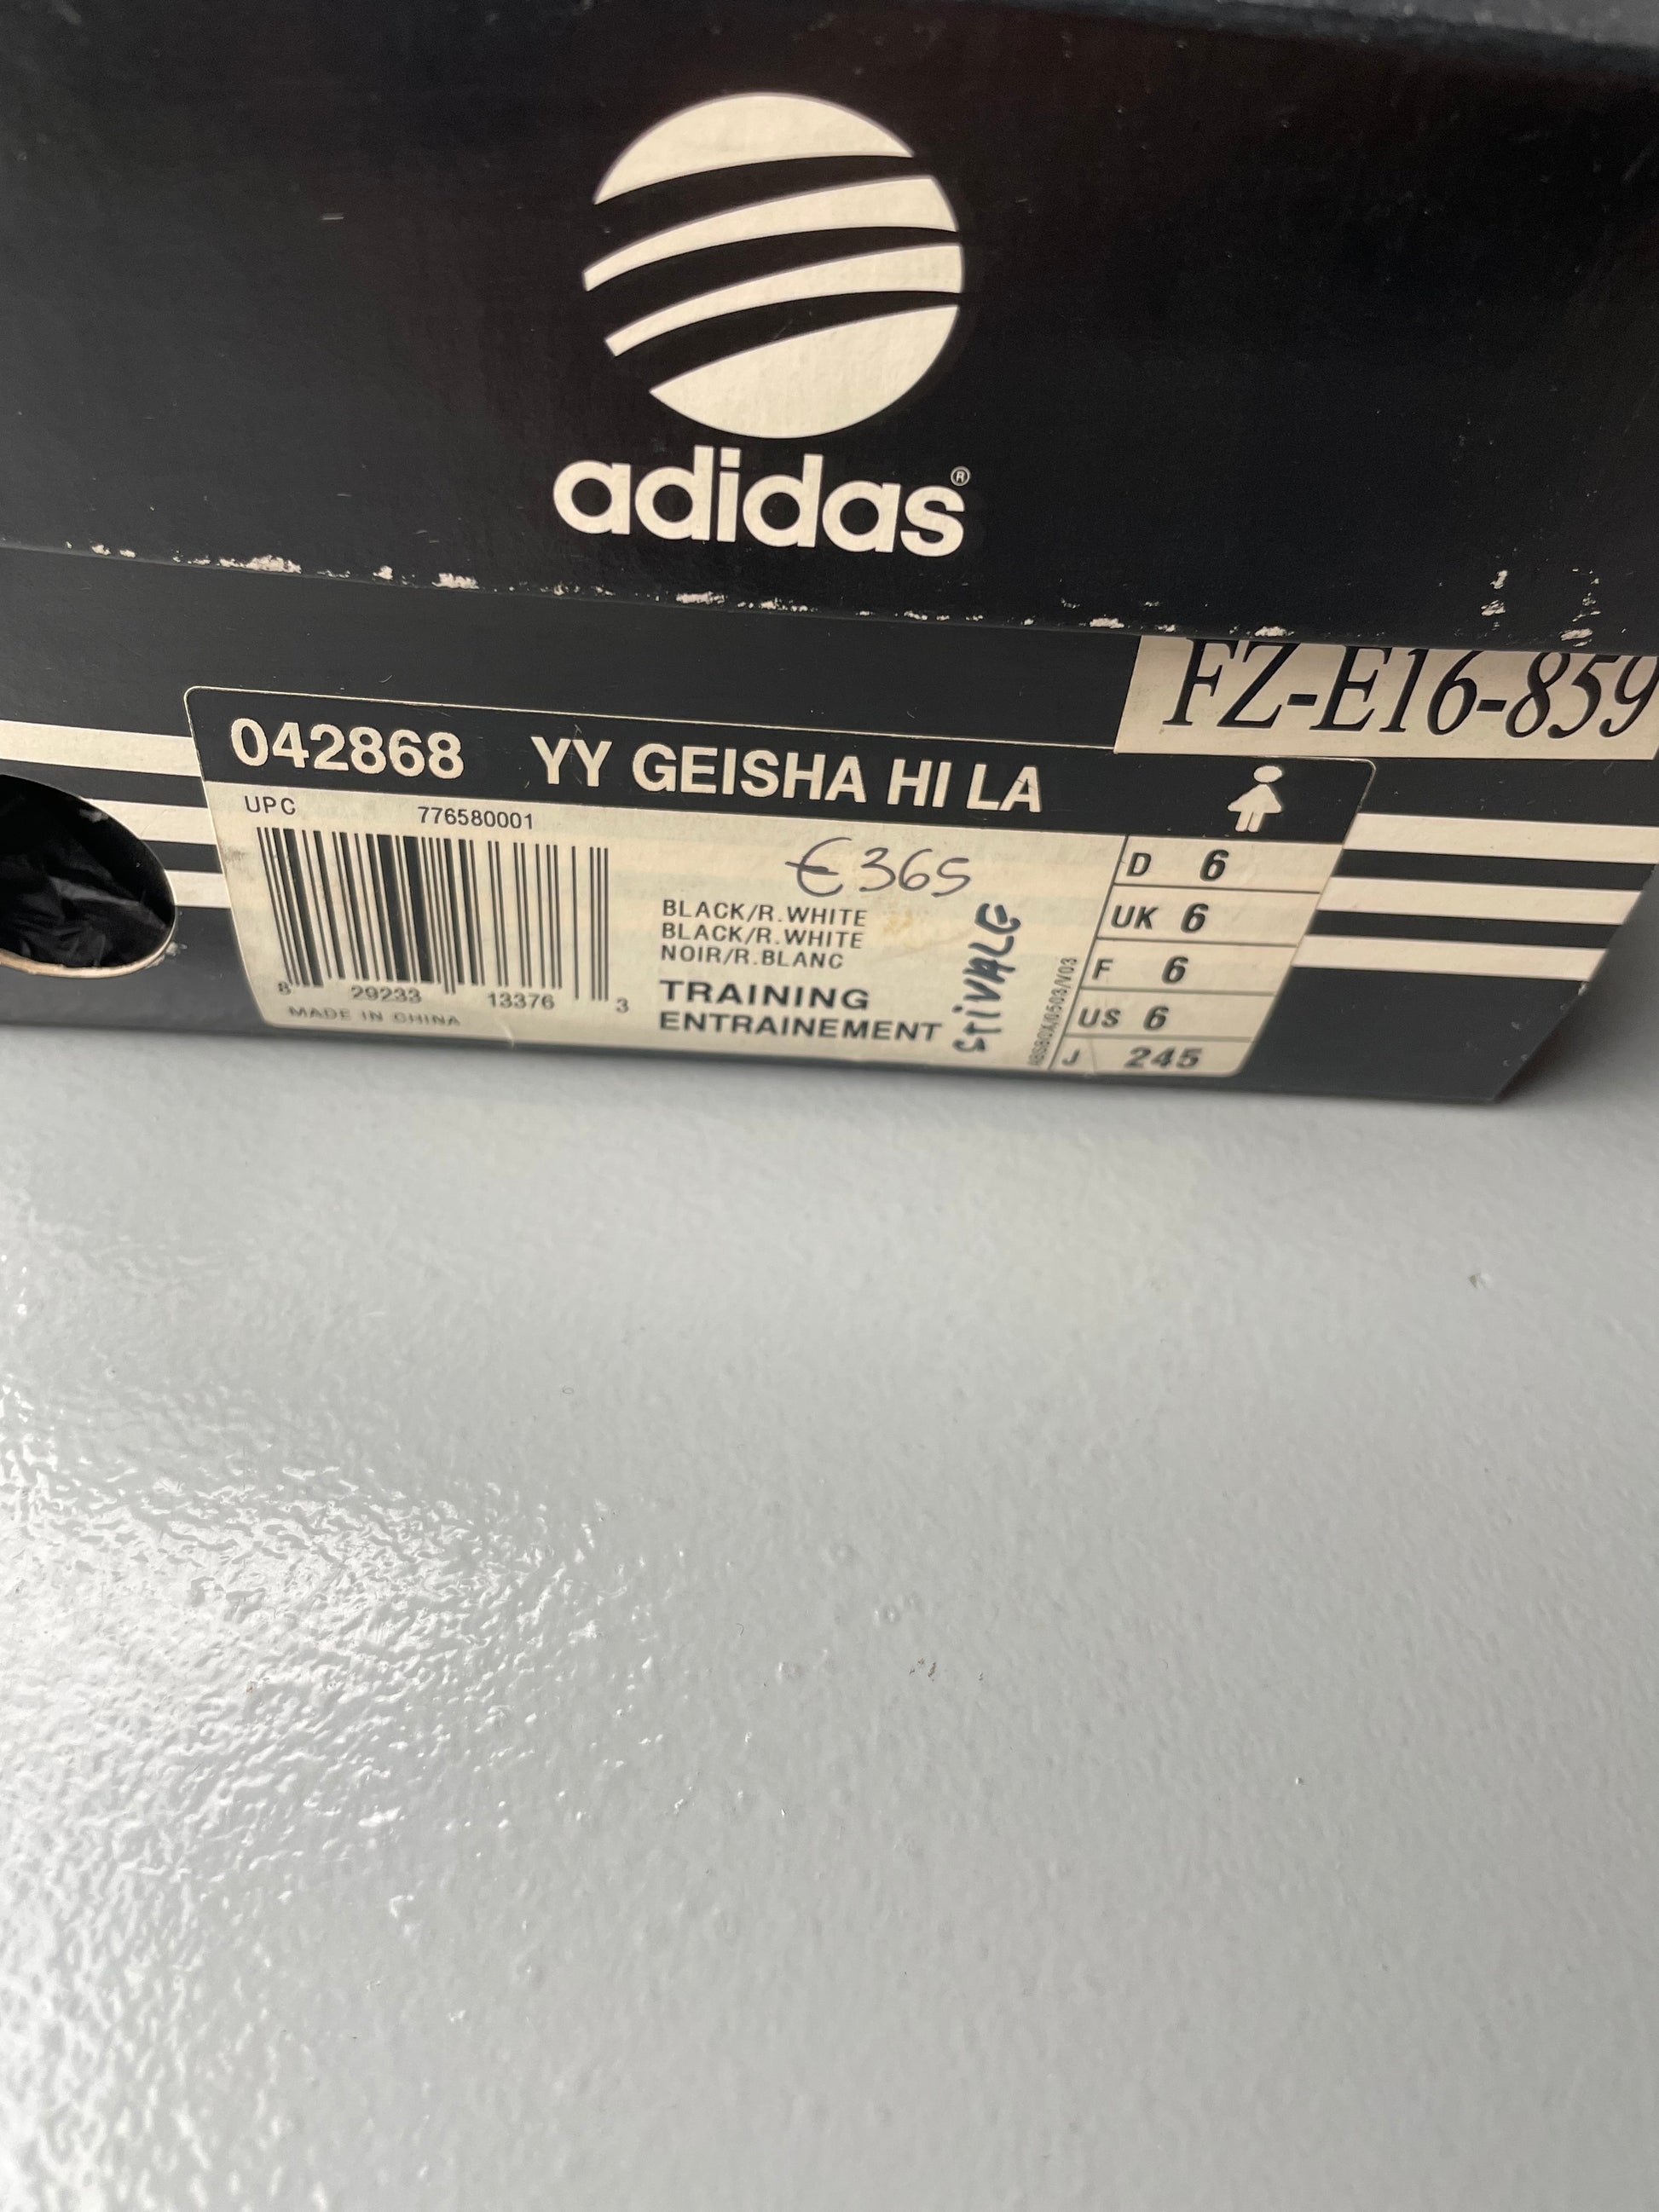 adidas®
FZ-E16-859
042868 YY GEISHA HI LA
UPC 776580001
€365
BLACK/R.WHITE
BLACK/R.WHITE
NOIR/R.BLANC
TRAINING
ENTRAINEMENT
STIVALE
8 29233 13376 3
MADE IN CHINA
D 6
UK 6
F 6
US 6
J 245